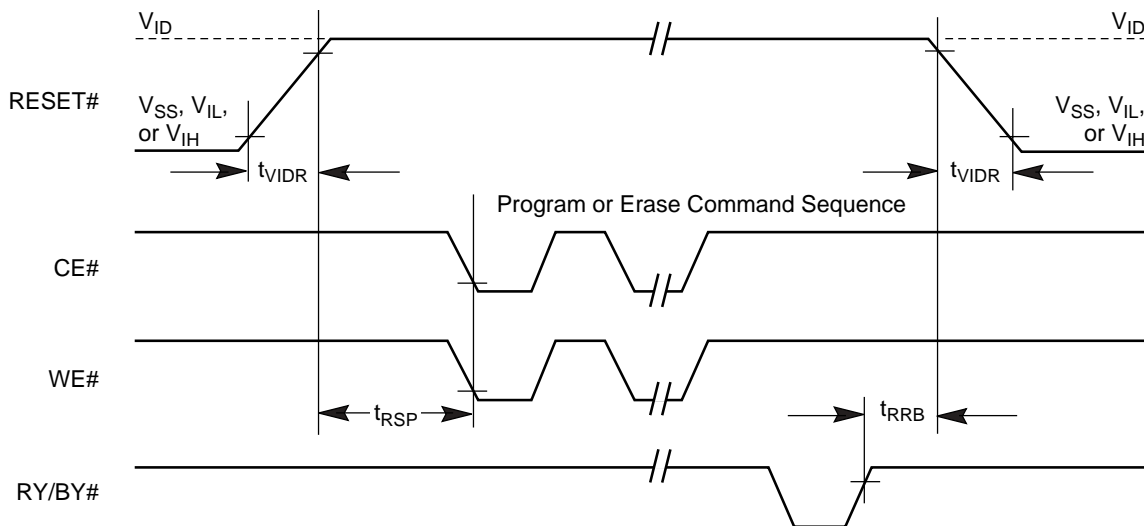 V_ID
V_ID
RESET#
V_SS, V_IL,
or V_IH
V_SS, V_IL,
or V_IH
t_VIDR
t_VIDR
Program or Erase Command Sequence
CE#
WE#
t_RSP
t_RRB
RY/BY#